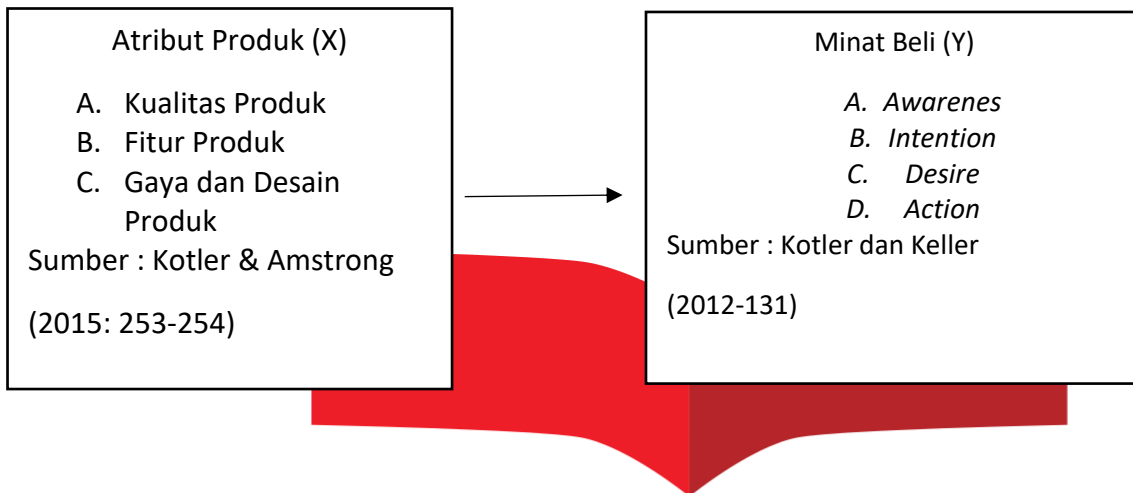 Atribut Produk (X)
A. Kualitas Produk
B. Fitur Produk
C. Gaya dan Desain
Produk
Sumber : Kotler & Amstrong
(2015: 253-254)
Minat Beli (Y)
A. Awarenes
B. Intention
C. Desire
D. Action
Sumber : Kotler dan Keller
(2012-131)